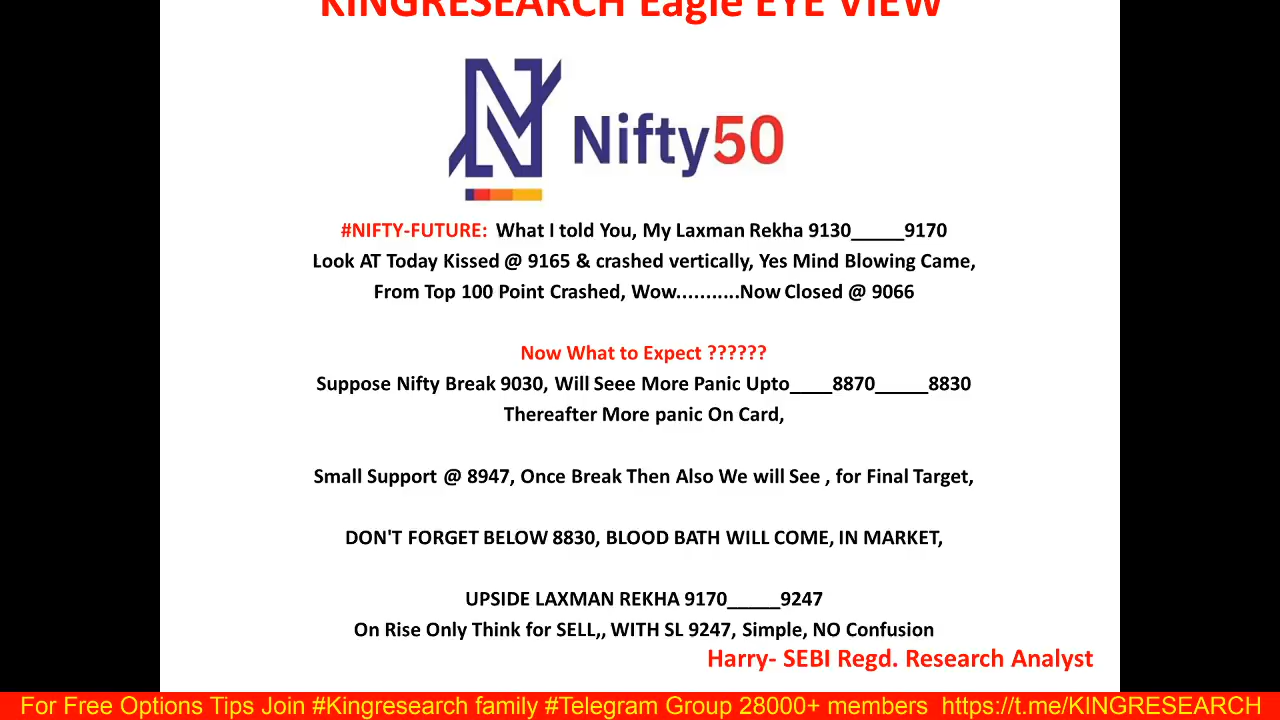 KINGRESEARCH Eagle EYE VIEW
Nifty50
#NIFTY-FUTURE: What I told You, My Laxman Rekha 9130_____9170
Look AT Today Kissed @ 9165 & crashed vertically, Yes Mind Blowing Came,
From Top 100 Point Crashed, Wow...........Now Closed @ 9066
Now What to Expect ??????
Suppose Nifty Break 9030, Will Seee More Panic Upto____8870_____8830
Thereafter More panic On Card,
Small Support @ 8947, Once Break Then Also We will See , for Final Target,
DON'T FORGET BELOW 8830, BLOOD BATH WILL COME, IN MARKET,
UPSIDE LAXMAN REKHA 9170_____9247
On Rise Only Think for SELL,, WITH SL 9247, Simple, NO Confusion
Harry- SEBI Regd. Research Analyst
For Free Options Tips Join #Kingresearch family #Telegram Group 28000+ members https://t.me/KINGRESEARCH